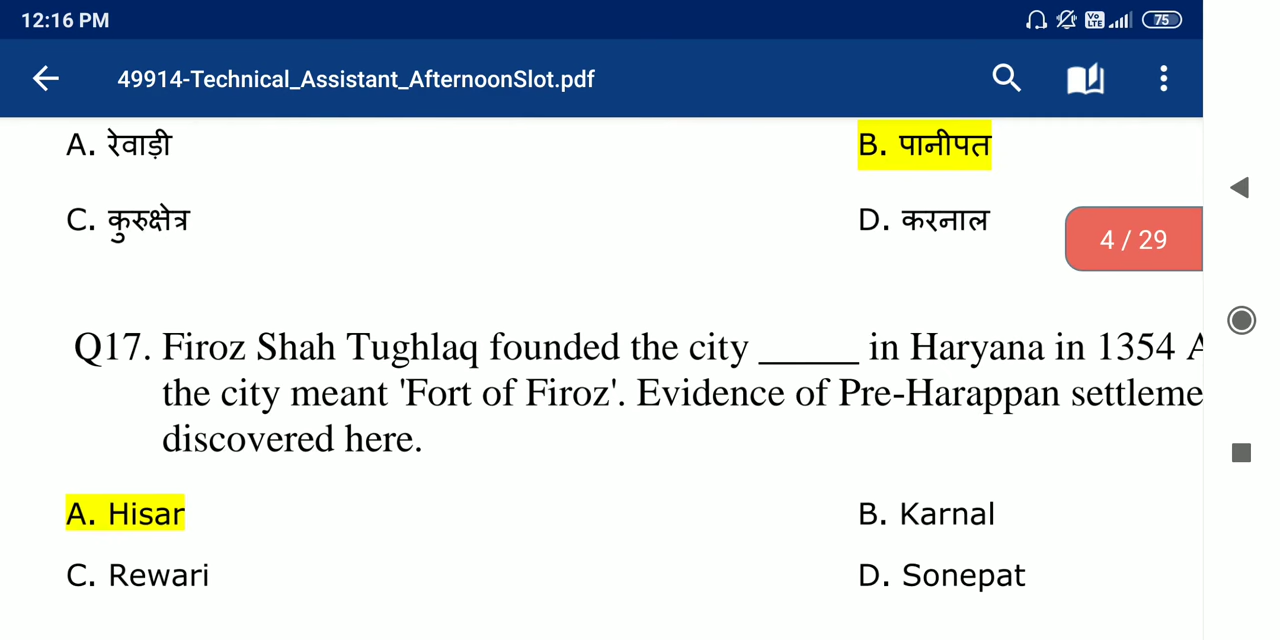 12:16 PM 75
49914-Technical_Assistant_AfternoonSlot.pdf
A. रेवाड़ी B. पानीपत
C. कुरुक्षेत्र D. करनाल
4 / 29
Q17. Firoz Shah Tughlaq founded the city _____ in Haryana in 1354 A
the city meant 'Fort of Firoz'. Evidence of Pre-Harappan settleme
discovered here.
A. Hisar B. Karnal
C. Rewari D. Sonepat